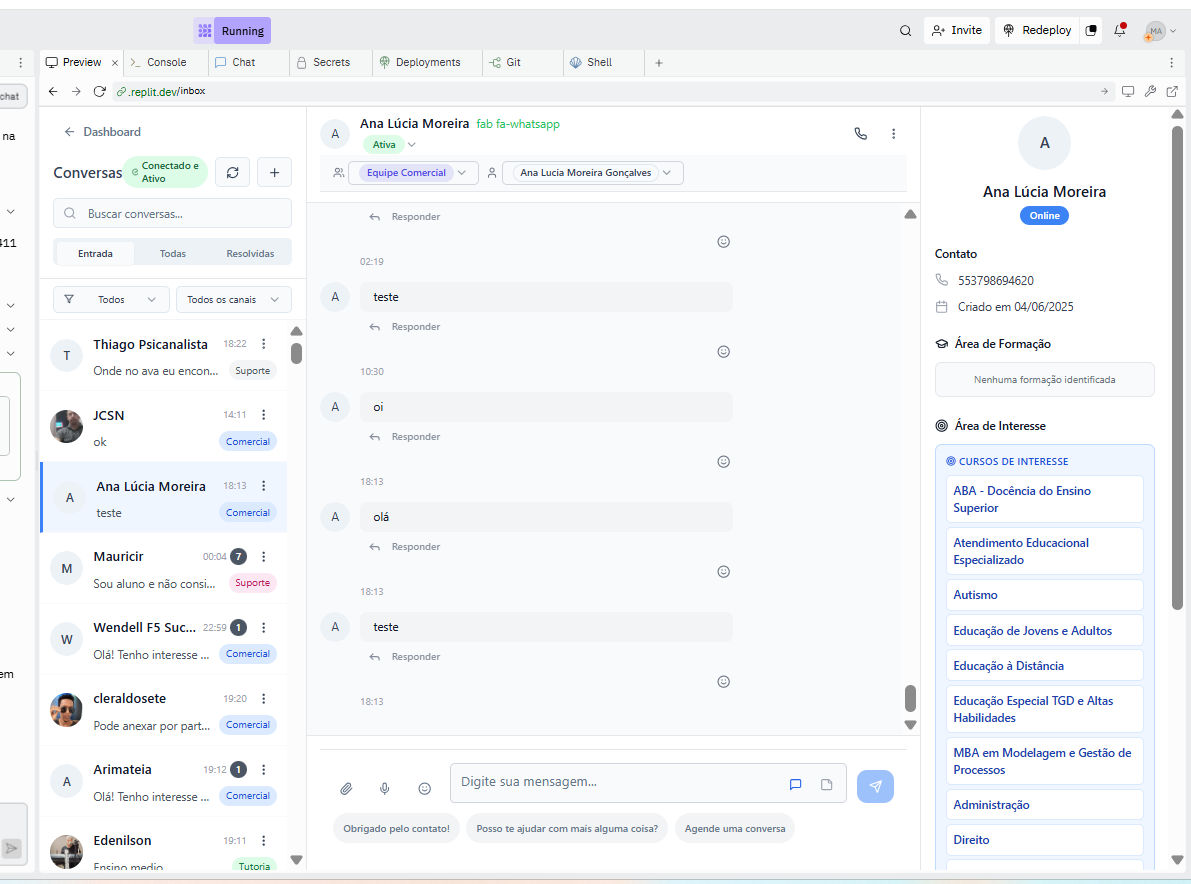 Running
Invite
Redeploy
MA
Preview
Console
Chat
Secrets
Deployments
Git
Shell
.replit.dev/inbox
chat
na
411
em
Dashboard
Conversas
Conectado e
Ativo
Buscar conversas...
Entrada
Todas
Resolvidas
Todos
Todos os canais
T
Thiago Psicanalista
18:22
Onde no ava eu encon...
Suporte
JCSN
14:11
ok
Comercial
A
Ana Lúcia Moreira
18:13
teste
Comercial
M
Mauricir
00:04
7
Sou aluno e não consi...
Suporte
W
Wendell F5 Suc...
22:59
1
Olá! Tenho interesse ...
Comercial
cleraldosete
19:20
Pode anexar por part...
Comercial
A
Arimateia
19:12
1
Olá! Tenho interesse ...
Comercial
Edenilson
19:11
Ensino medio
Tutoria
A
Ana Lúcia Moreira
fab fa-whatsapp
Ativa
Equipe Comercial
Ana Lucia Moreira Gonçalves
Responder
02:19
A
teste
Responder
10:30
A
oi
Responder
18:13
A
olá
Responder
18:13
A
teste
Responder
18:13
Digite sua mensagem...
Obrigado pelo contato!
Posso te ajudar com mais alguma coisa?
Agende uma conversa
A
Ana Lúcia Moreira
Online
Contato
553798694620
Criado em 04/06/2025
Área de Formação
Nenhuma formação identificada
Área de Interesse
CURSOS DE INTERESSE
ABA - Docência do Ensino
Superior
Atendimento Educacional
Especializado
Autismo
Educação de Jovens e Adultos
Educação à Distância
Educação Especial TGD e Altas
Habilidades
MBA em Modelagem e Gestão de
Processos
Administração
Direito